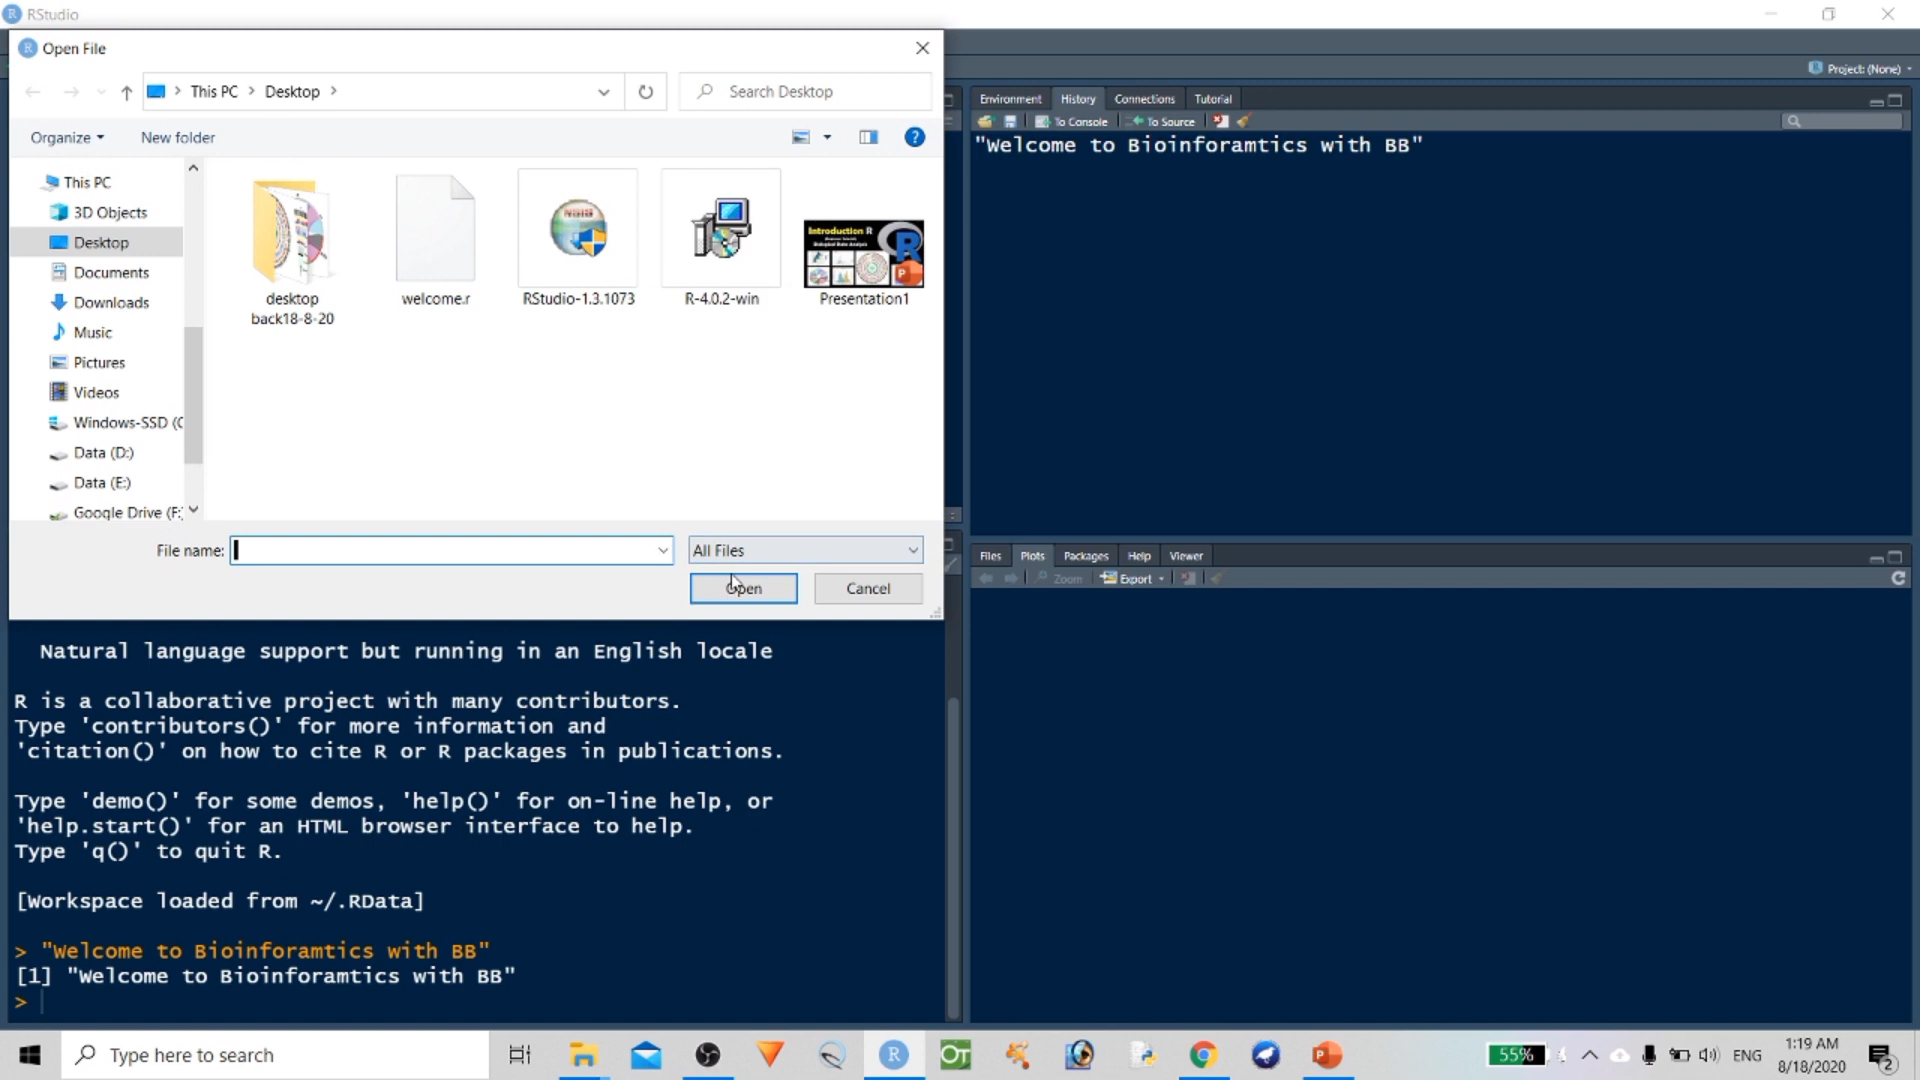 RStudio
Open File
This PC > Desktop >
Search Desktop
Organize
New folder
This PC
3D Objects
Desktop
Documents
Downloads
Music
Pictures
Videos
Windows-SSD (C
Data (D:)
Data (E:)
Google Drive (F:
desktop
back18-8-20
welcome.r
RStudio-1.3.1073
R-4.0.2-win
Introduction R
Presentation1
File name:
All Files
Open
Cancel
Project: (None)
Environment History Connections Tutorial
To Console To Source
"Welcome to Bioinforamtics with BB"
Files Plots Packages Help Viewer
Zoom Export
Natural language support but running in an English locale
R is a collaborative project with many contributors.
Type 'contributors()' for more information and
'citation()' on how to cite R or R packages in publications.
Type 'demo()' for some demos, 'help()' for on-line help, or
'help.start()' for an HTML browser interface to help.
Type 'q()' to quit R.
[Workspace loaded from ~/.RData]
> "Welcome to Bioinforamtics with BB"
[1] "Welcome to Bioinforamtics with BB"
>
Type here to search
55%
ENG
1:19 AM
8/18/2020
2